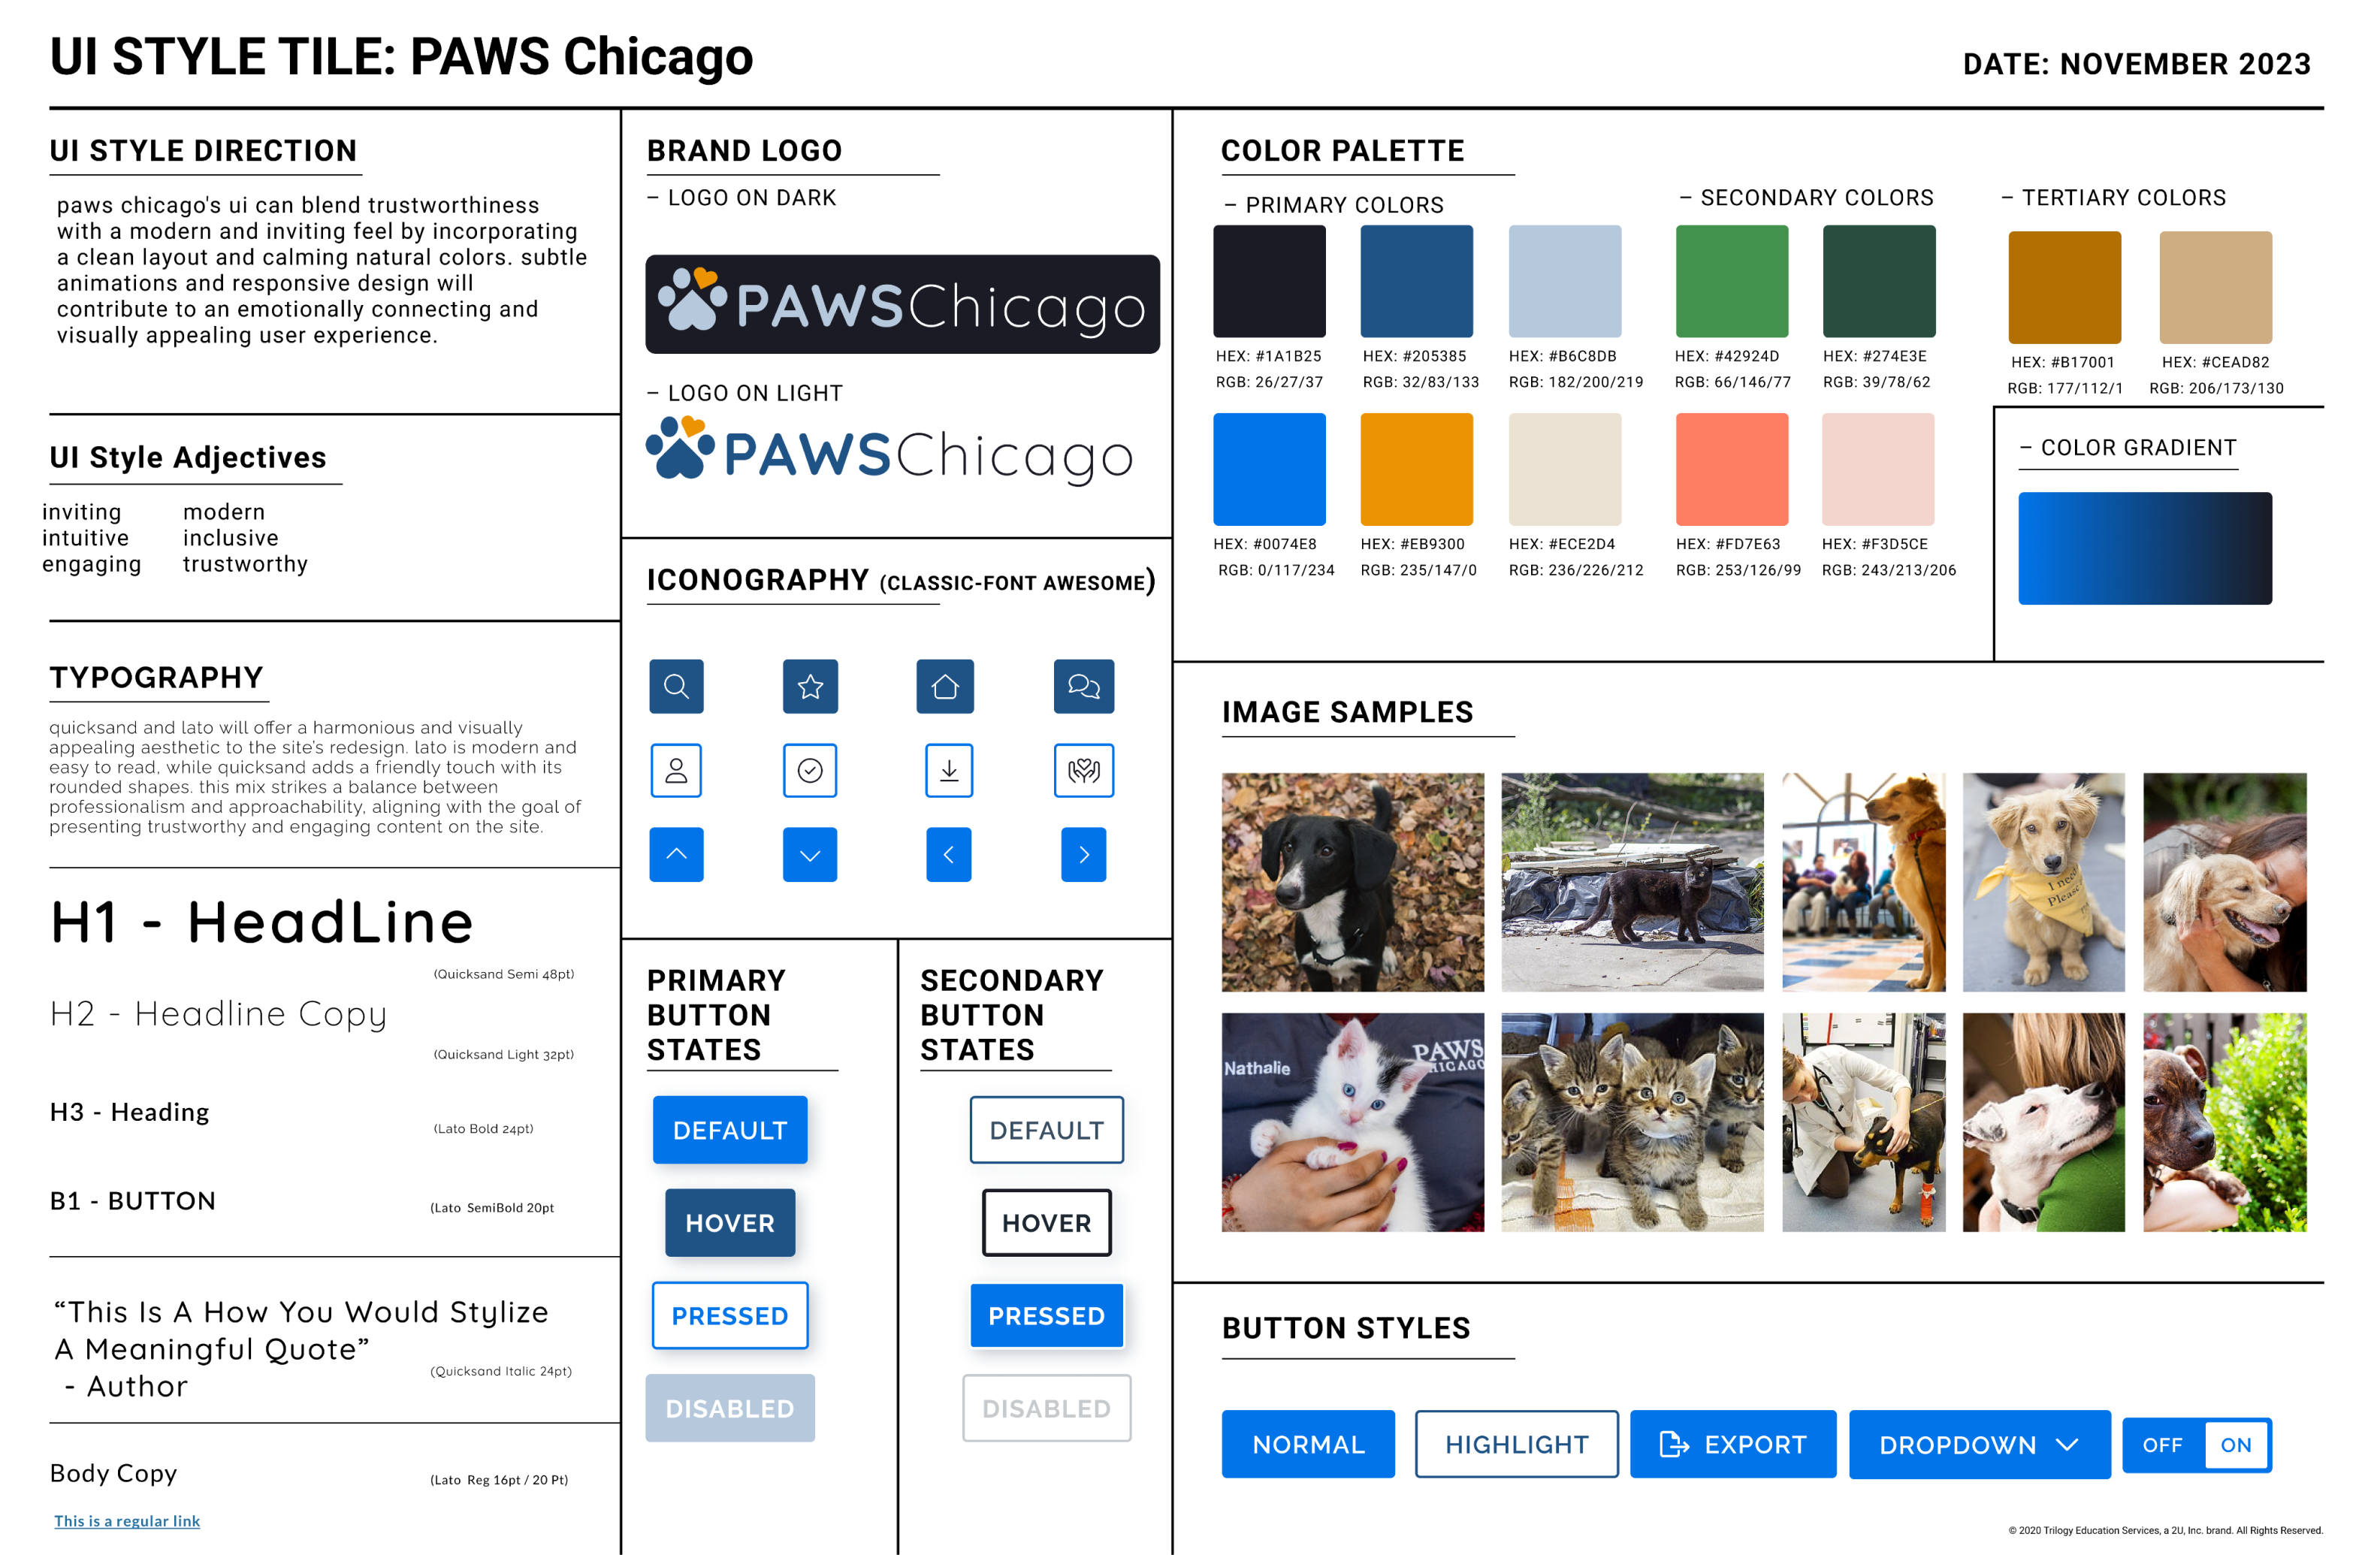 UI STYLE TILE: PAWS Chicago
DATE: NOVEMBER 2023
UI STYLE DIRECTION
paws chicago's ui can blend trustworthiness
with a modern and inviting feel by incorporating
a clean layout and calming natural colors. subtle
animations and responsive design will
contribute to an emotionally connecting and
visually appealing user experience.
UI Style Adjectives
inviting modern
intuitive inclusive
engaging trustworthy
TYPOGRAPHY
quicksand and lato will offer a harmonious and visually
appealing aesthetic to the site's redesign. lato is modern and
easy to read, while quicksand adds a friendly touch with its
rounded shapes. this mix strikes a balance between
professionalism and approachability, aligning with the goal of
presenting trustworthy and engaging content on the site.
H1 - HeadLine
(Quicksand Semi 48pt)
H2 - Headline Copy
(Quicksand Light 32pt)
H3 - Heading
(Lato Bold 24pt)
B1 - BUTTON
(Lato SemiBold 20pt
“This Is A How You Would Stylize
A Meaningful Quote”
- Author
(Quicksand Italic 24pt)
Body Copy
(Lato Reg 16pt / 20 Pt)
This is a regular link
BRAND LOGO
– LOGO ON DARK
PAWSChicago
– LOGO ON LIGHT
PAWSChicago
ICONOGRAPHY (CLASSIC-FONT AWESOME)
PRIMARY
BUTTON
STATES
DEFAULT
HOVER
PRESSED
DISABLED
SECONDARY
BUTTON
STATES
DEFAULT
HOVER
PRESSED
DISABLED
COLOR PALETTE
– PRIMARY COLORS
HEX: #1A1B25
RGB: 26/27/37
HEX: #205385
RGB: 32/83/133
HEX: #B6C8DB
RGB: 182/200/219
HEX: #0074E8
RGB: 0/117/234
HEX: #EB9300
RGB: 235/147/0
HEX: #ECE2D4
RGB: 236/226/212
– SECONDARY COLORS
HEX: #42924D
RGB: 66/146/77
HEX: #274E3E
RGB: 39/78/62
HEX: #FD7E63
RGB: 253/126/99
HEX: #F3D5CE
RGB: 243/213/206
– TERTIARY COLORS
HEX: #B17001
RGB: 177/112/1
HEX: #CEAD82
RGB: 206/173/130
– COLOR GRADIENT
IMAGE SAMPLES
I need
Please
Nathalie
PAWS
HICAGO
BUTTON STYLES
NORMAL
HIGHLIGHT
EXPORT
DROPDOWN
OFF ON
© 2020 Trilogy Education Services, a 2U, Inc. brand. All Rights Reserved.